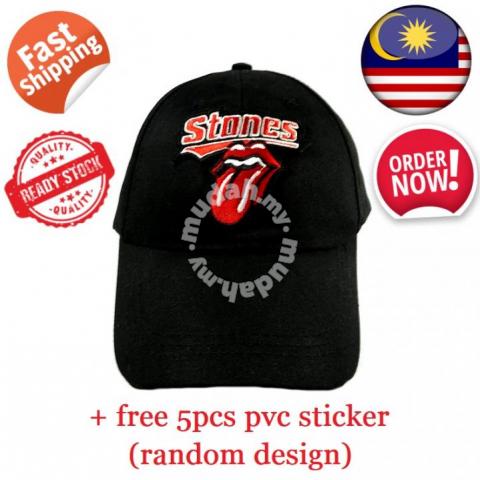 Fast
Shipping
QUALITY
READY STOCK
QUALITY
Stones
ORDER
NOW!
mudah.my. mudah.my.
+ free 5pcs pvc sticker
(random design)